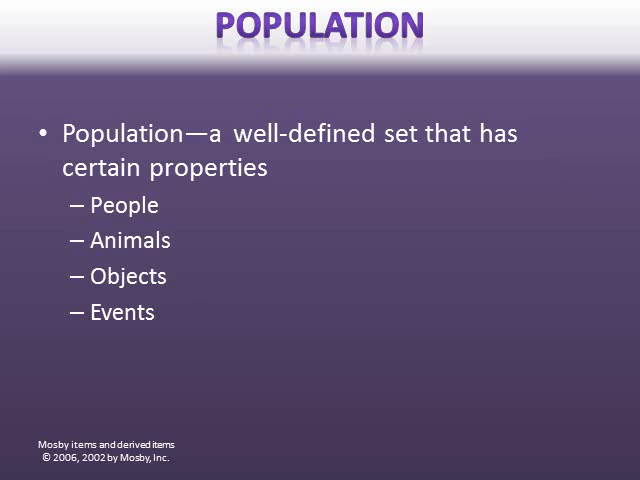 POPULATION
• Population—a well-defined set that has
certain properties
– People
– Animals
– Objects
– Events
Mosby items and derived items
© 2006, 2002 by Mosby, Inc.